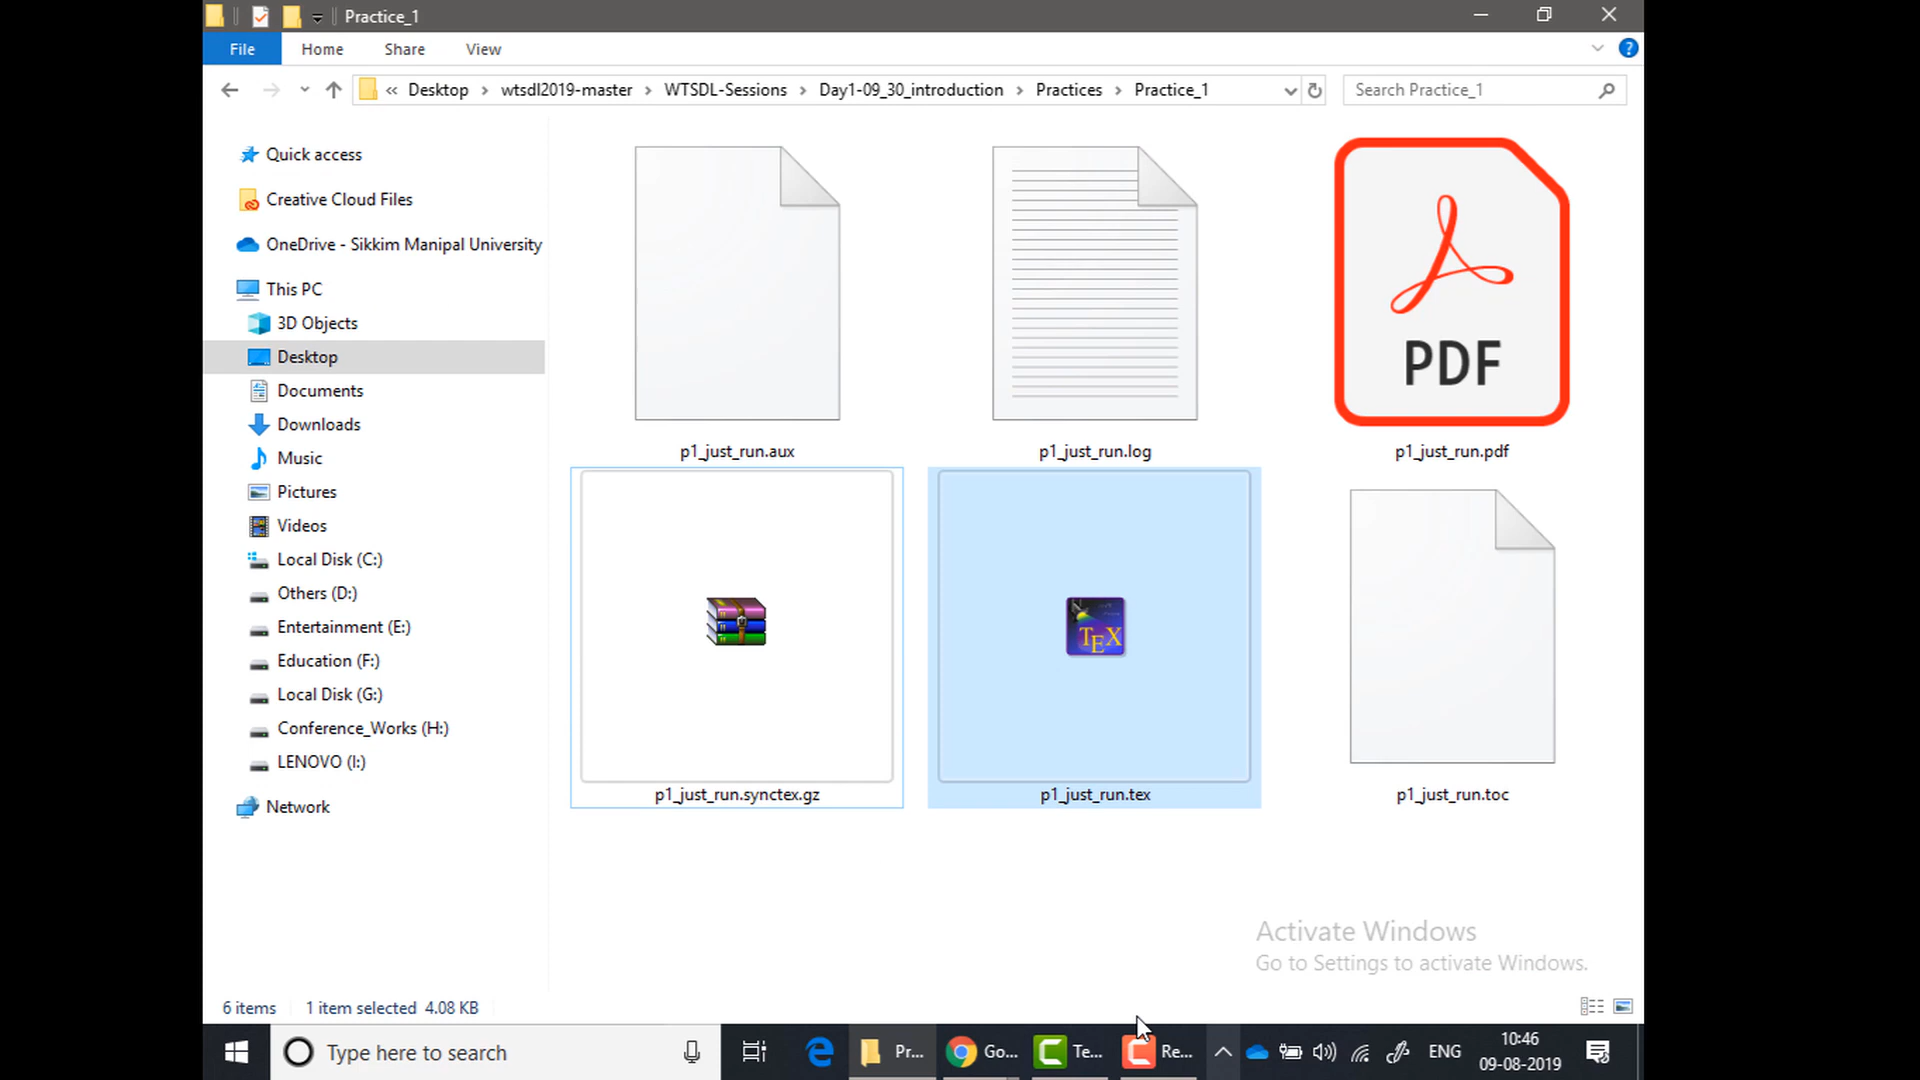 Practice_1
File Home Share View
« Desktop > wtsdl2019-master > WTSDL-Sessions > Day1-09_30_introduction > Practices > Practice_1
Search Practice_1
Quick access
Creative Cloud Files
OneDrive - Sikkim Manipal University
This PC
3D Objects
Desktop
Documents
Downloads
Music
Pictures
Videos
Local Disk (C:)
Others (D:)
Entertainment (E:)
Education (F:)
Local Disk (G:)
Conference_Works (H:)
LENOVO (I:)
Network
PDF
p1_just_run.aux
p1_just_run.log
p1_just_run.pdf
TEX
p1_just_run.synctex.gz
p1_just_run.tex
p1_just_run.toc
Activate Windows
Go to Settings to activate Windows.
6 items 1 item selected 4.08 KB
Type here to search
Pr...
Go...
Te...
Re...
ENG
10:46
09-08-2019